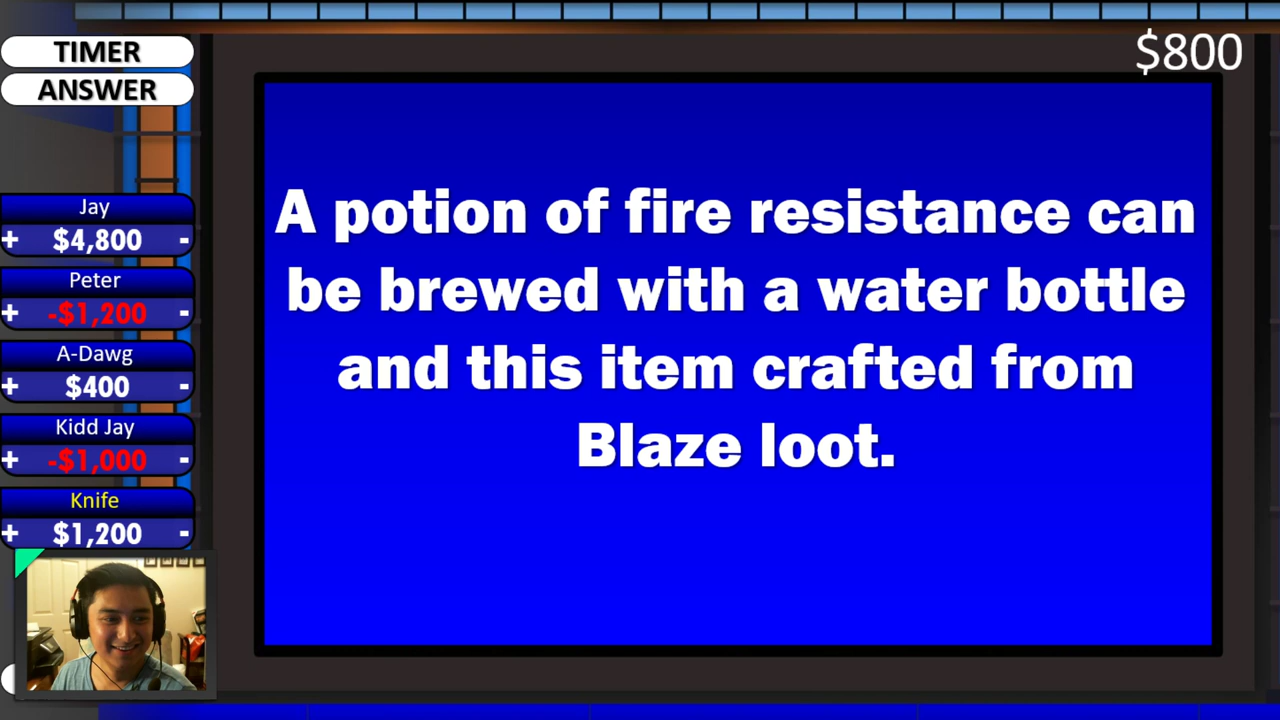 $800
TIMER
ANSWER
Jay
+ $4,800 -
Peter
+ -$1,200 -
A-Dawg
+ $400 -
Kidd Jay
+ -$1,000 -
Knife
+ $1,200 -
A potion of fire resistance can
be brewed with a water bottle
and this item crafted from
Blaze loot.